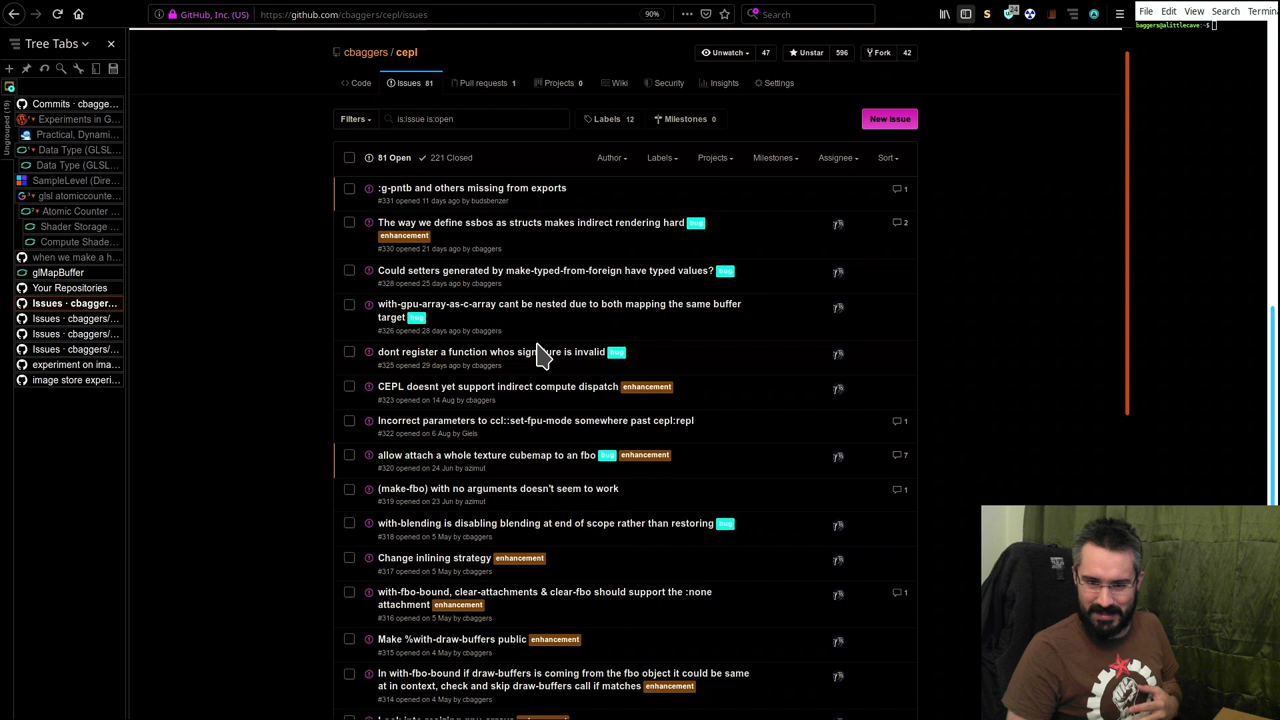 GitHub, Inc. (US)
https://github.com/cbaggers/cepl/issues
90%
Search
24
File Edit View Search Termin
baggers@alittlecave:~$
Tree Tabs
cbaggers / cepl
Unwatch 47
Unstar 596
Fork 42
Code
Issues 81
Pull requests 1
Projects 0
Wiki
Security
Insights
Settings
Filters
is:issue is:open
Labels 12
Milestones 0
New issue
Ungrouped (19)
Commits · cbagge...
Experiments in G...
Practical, Dynami...
Data Type (GLSL...
Data Type (GLSL...
SampleLevel (Dire...
glsl atomiccounte...
Atomic Counter ...
Shader Storage ...
Compute Shade...
when we make a h...
glMapBuffer
Your Repositories
Issues · cbagger...
Issues · cbaggers/...
Issues · cbaggers/...
Issues · cbaggers/...
experiment on ima...
image store experi...
81 Open
221 Closed
Author
Labels
Projects
Milestones
Assignee
Sort
:g-pntb and others missing from exports
1
#331 opened 11 days ago by budsbenzer
The way we define ssbos as structs makes indirect rendering hard bug
2
enhancement
#330 opened 21 days ago by cbaggers
Could setters generated by make-typed-from-foreign have typed values? bug
#328 opened 25 days ago by cbaggers
with-gpu-array-as-c-array cant be nested due to both mapping the same buffer
target bug
#326 opened 28 days ago by cbaggers
dont register a function whos signature is invalid bug
#325 opened 29 days ago by cbaggers
CEPL doesnt yet support indirect compute dispatch enhancement
#323 opened on 14 Aug by cbaggers
Incorrect parameters to ccl::set-fpu-mode somewhere past cepl:repl
1
#322 opened on 6 Aug by Giels
allow attach a whole texture cubemap to an fbo bug enhancement
7
#320 opened on 24 Jun by azimut
(make-fbo) with no arguments doesn't seem to work
1
#319 opened on 23 Jun by azimut
with-blending is disabling blending at end of scope rather than restoring bug
#318 opened on 5 May by cbaggers
Change inlining strategy enhancement
#317 opened on 5 May by cbaggers
with-fbo-bound, clear-attachments & clear-fbo should support the :none
1
attachment enhancement
#316 opened on 5 May by cbaggers
Make %with-draw-buffers public enhancement
#315 opened on 4 May by cbaggers
In with-fbo-bound if draw-buffers is coming from the fbo object it could be same
at in context, check and skip draw-buffers call if matches enhancement
#314 opened on 4 May by cbaggers